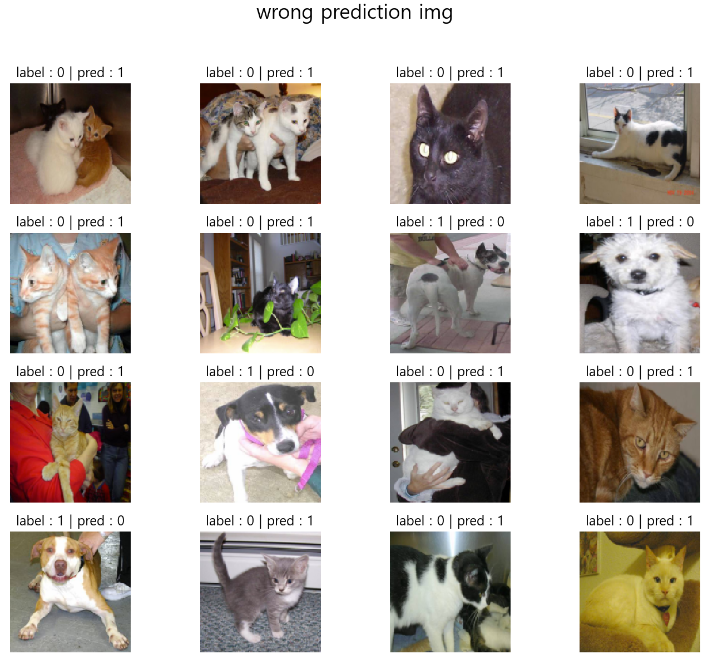 wrong prediction img
label : 0 | pred : 1 label : 0 | pred : 1 label : 0 | pred : 1 label : 0 | pred : 1
label : 0 | pred : 1 label : 0 | pred : 1 label : 1 | pred : 0 label : 1 | pred : 0
label : 0 | pred : 1 label : 1 | pred : 0 label : 0 | pred : 1 label : 0 | pred : 1
label : 1 | pred : 0 label : 0 | pred : 1 label : 0 | pred : 1 label : 0 | pred : 1